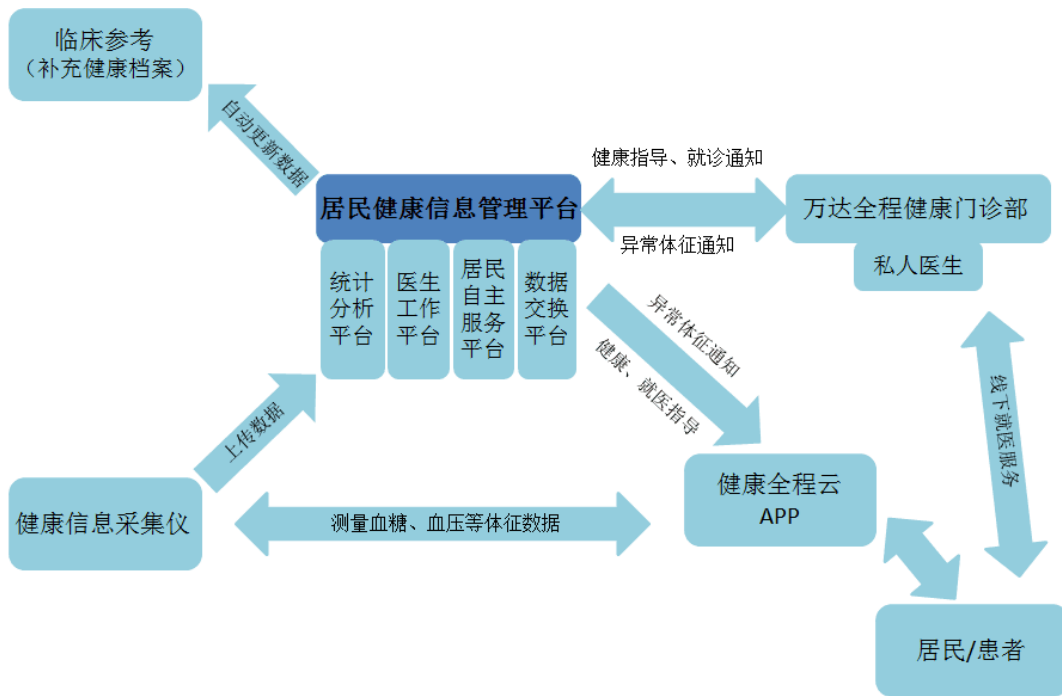 临床参考
（补充健康档案）
自动更新数据
健康指导、就诊通知
居民健康信息管理平台
万达全程健康门诊部
异常体征通知
私人医生
统计
分析
平台
医生
工作
平台
居民
自主
服务
平台
数据
交换
平台
异常体征通知
健康、就医指导
线下就医服务
上传数据
健康信息采集仪
测量血糖、血压等体征数据
健康全程云
APP
居民/患者